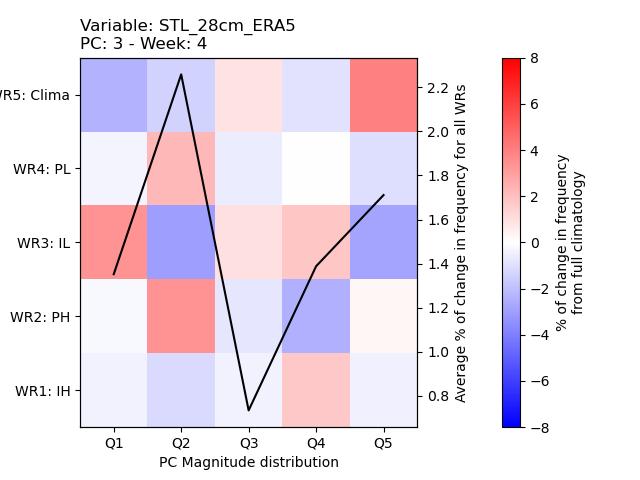 Variable: STL_28cm_ERA5
PC: 3 - Week: 4
R5: Clima
WR4: PL
WR3: IL
WR2: PH
WR1: IH
Q1 Q2 Q3 Q4 Q5
PC Magnitude distribution
2.2
2.0
1.8
1.6
1.4
1.2
1.0
0.8
Average % of change in frequency for all WRs
8
6
4
2
0
−2
−4
−6
−8
% of change in frequency
from full climatology